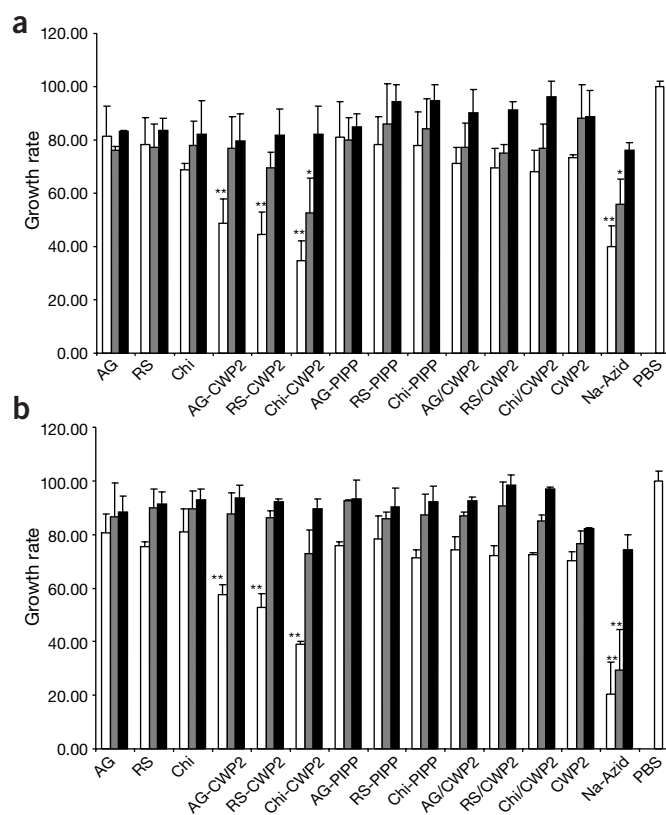 a
120.00
100.00
80.00
60.00
40.00
20.00
0.00
Growth rate
**
**
**
*
**
*
AG
RS
Chi
AG-CWP2
RS-CWP2
Chi-CWP2
AG-PIPP
RS-PIPP
Chi-PIPP
AG/CWP2
RS/CWP2
Chi/CWP2
CWP2
Na-Azid
PBS
b
120.00
100.00
80.00
60.00
40.00
20.00
0.00
Growth rate
**
**
**
**
**
AG
RS
Chi
AG-CWP2
RS-CWP2
Chi-CWP2
AG-PIPP
RS-PIPP
Chi-PIPP
AG/CWP2
RS/CWP2
Chi/CWP2
CWP2
Na-Azid
PBS